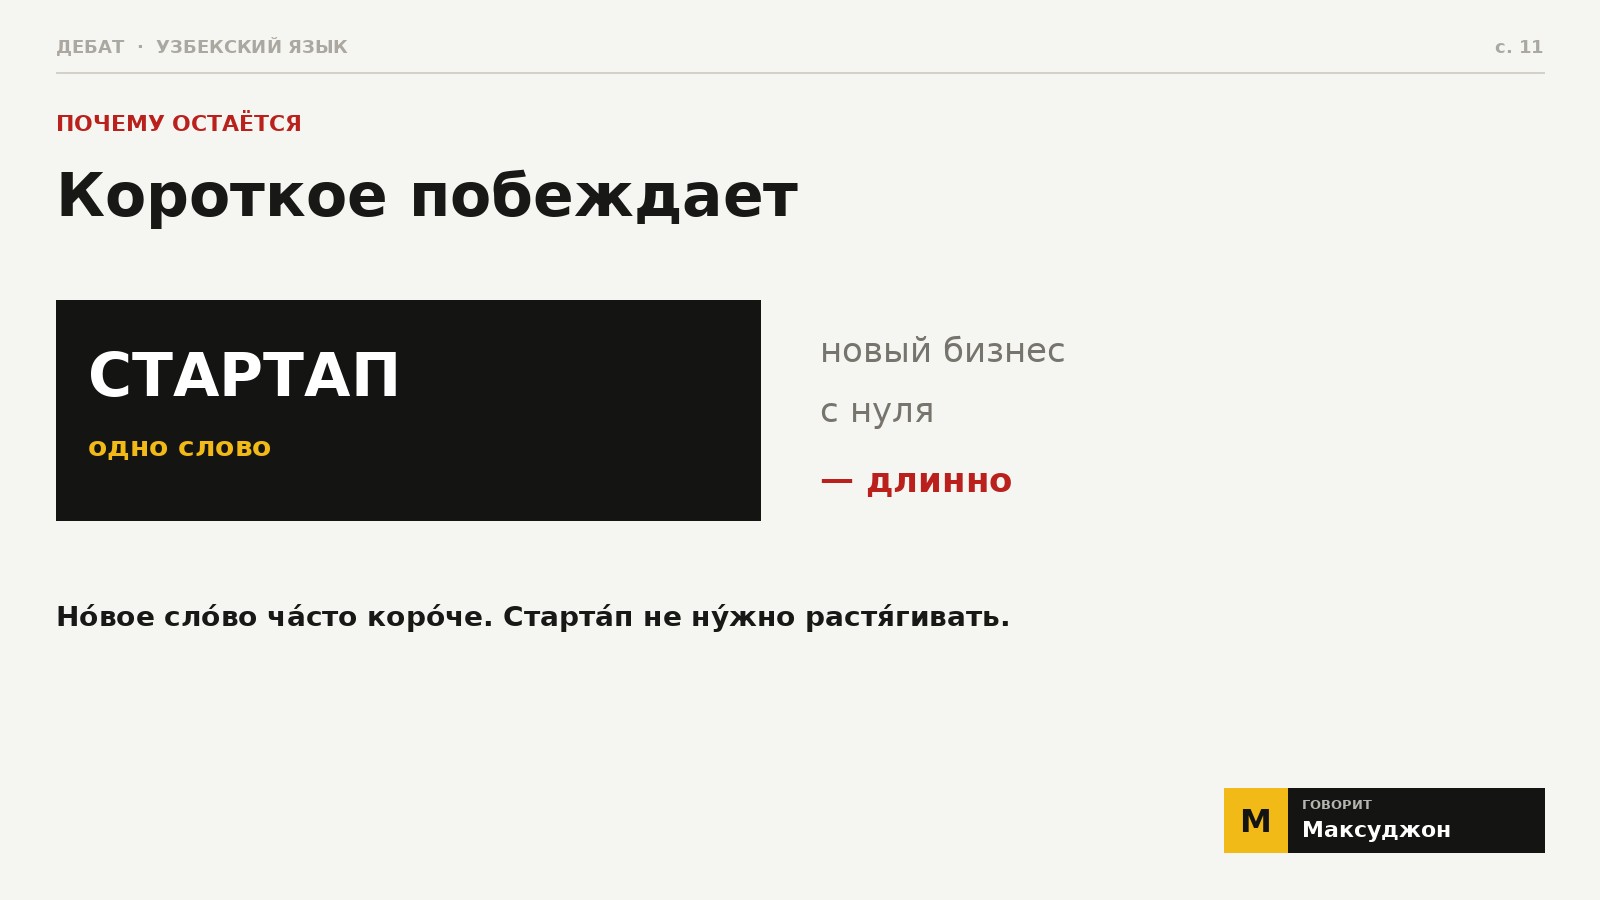 ДЕБАТ · УЗБЕКСКИЙ ЯЗЫК
с. 11
ПОЧЕМУ ОСТАЁТСЯ
Короткое побеждает
СТАРТАП
одно слово
новый бизнес
с нуля
— длинно
Но́вое сло́во ча́сто коро́че. Старта́п не ну́жно растя́гивать.
М
ГОВОРИТ
Максуджон